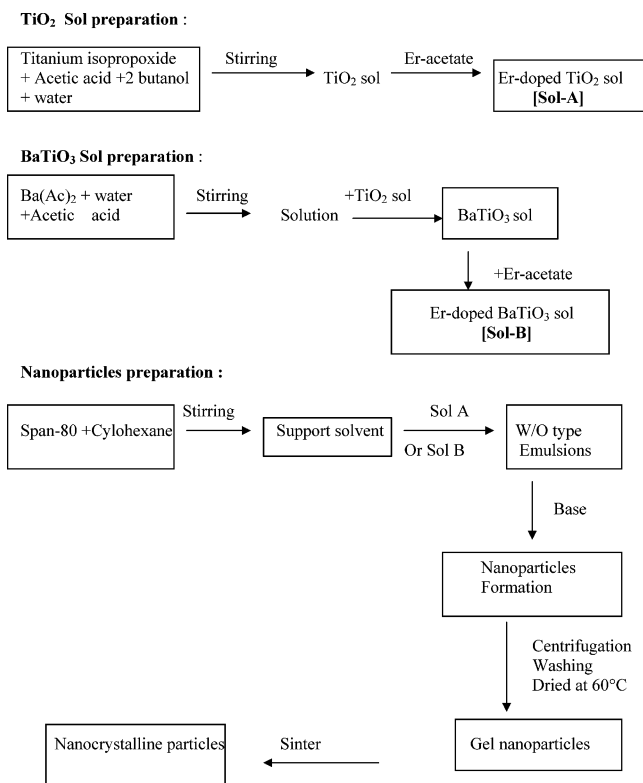 TiO₂ Sol preparation :
Titanium isopropoxide
+ Acetic acid +2 butanol
+ water
Stirring
TiO₂ sol
Er-acetate
Er-doped TiO₂ sol
[Sol-A]
BaTiO₃ Sol preparation :
Ba(Ac)₂ + water
+Acetic acid
Stirring
Solution
+TiO₂ sol
BaTiO₃ sol
+Er-acetate
Er-doped BaTiO₃ sol
[Sol-B]
Nanoparticles preparation :
Span-80 +Cylohexane
Stirring
Support solvent
Sol A
Or Sol B
W/O type
Emulsions
Base
Nanoparticles
Formation
Centrifugation
Washing
Dried at 60°C
Gel nanoparticles
Sinter
Nanocrystalline particles